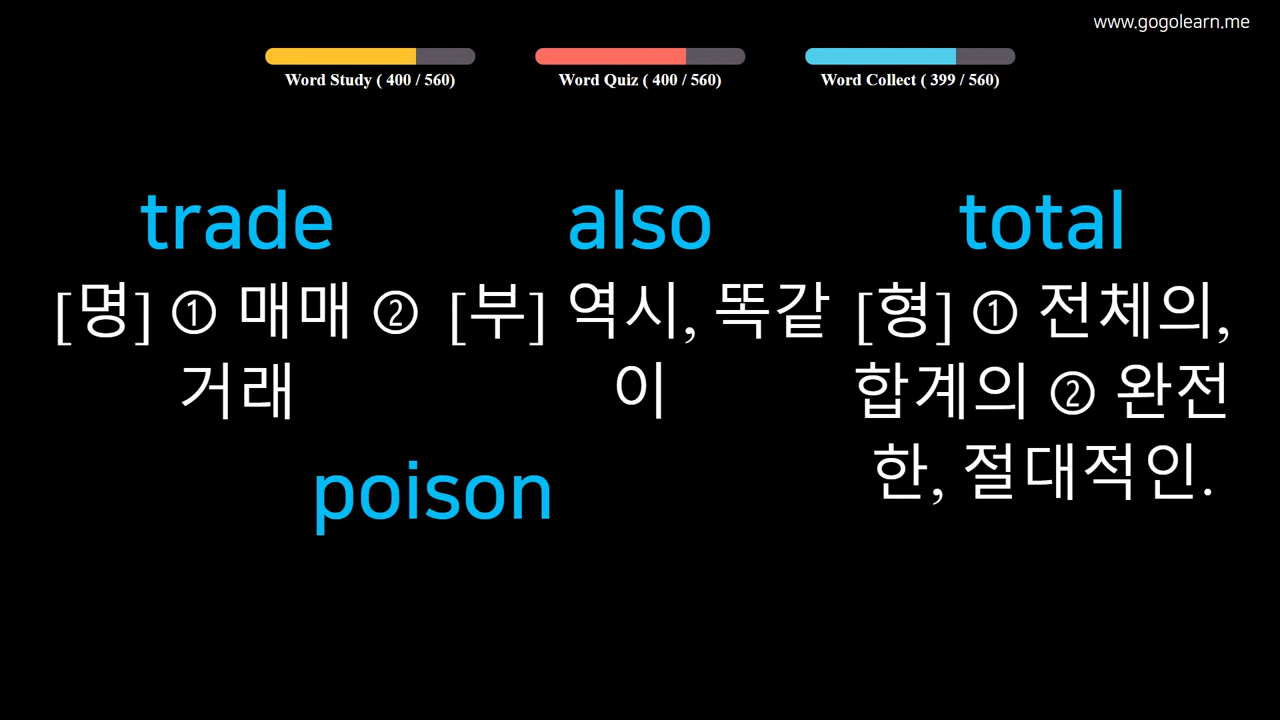 www.gogolearn.me
Word Study ( 400 / 560)
Word Quiz ( 400 / 560)
Word Collect ( 399 / 560)
trade
[명] ① 매매 ②
거래
also
[부] 역시, 똑같
이
total
[형] ① 전체의,
합계의 ② 완전
한, 절대적인.
poison